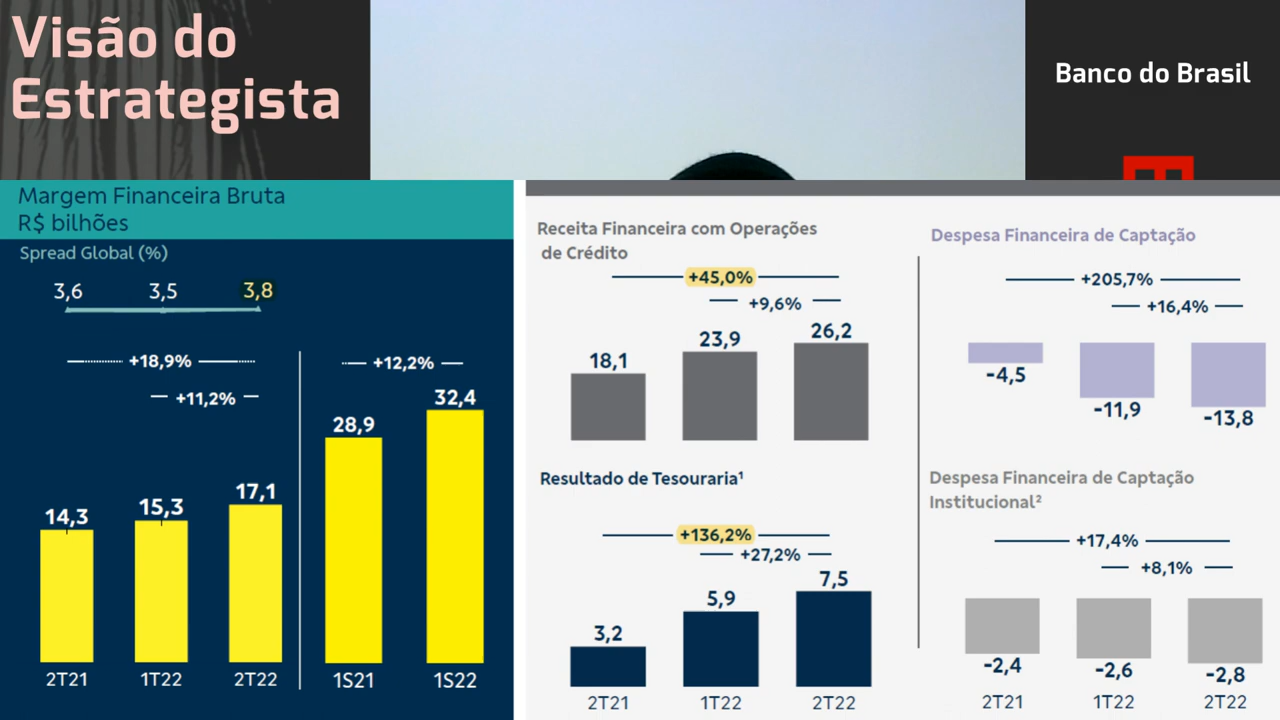 Visão do
Estrategista
Banco do Brasil
Margem Financeira Bruta
R$ bilhões
Spread Global (%)
3,6 3,5 3,8
+18,9%
+11,2%
+12,2%
14,3 15,3 17,1 28,9 32,4
2T21 1T22 2T22 1S21 1S22
Receita Financeira com Operações
de Crédito
+45,0%
+9,6%
18,1 23,9 26,2
Resultado de Tesouraria¹
+136,2%
+27,2%
3,2 5,9 7,5
2T21 1T22 2T22
Despesa Financeira de Captação
+205,7%
+16,4%
-4,5 -11,9 -13,8
Despesa Financeira de Captação
Institucional²
+17,4%
+8,1%
-2,4 -2,6 -2,8
2T21 1T22 2T22